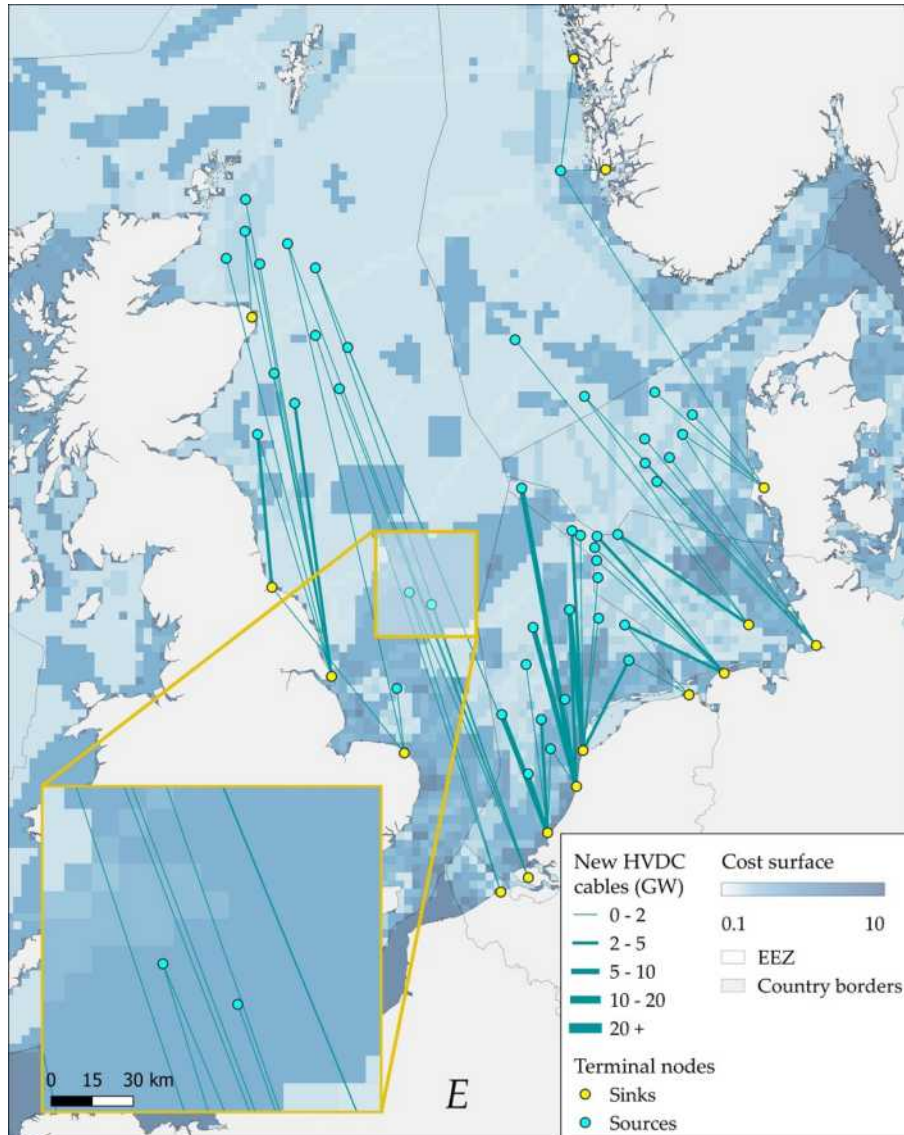 New HVDC
cables (GW)
0 - 2
2 - 5
5 - 10
10 - 20
20 +
Cost surface
0.1 10
EEZ
Country borders
Terminal nodes
Sinks
Sources
0 15 30 km
E